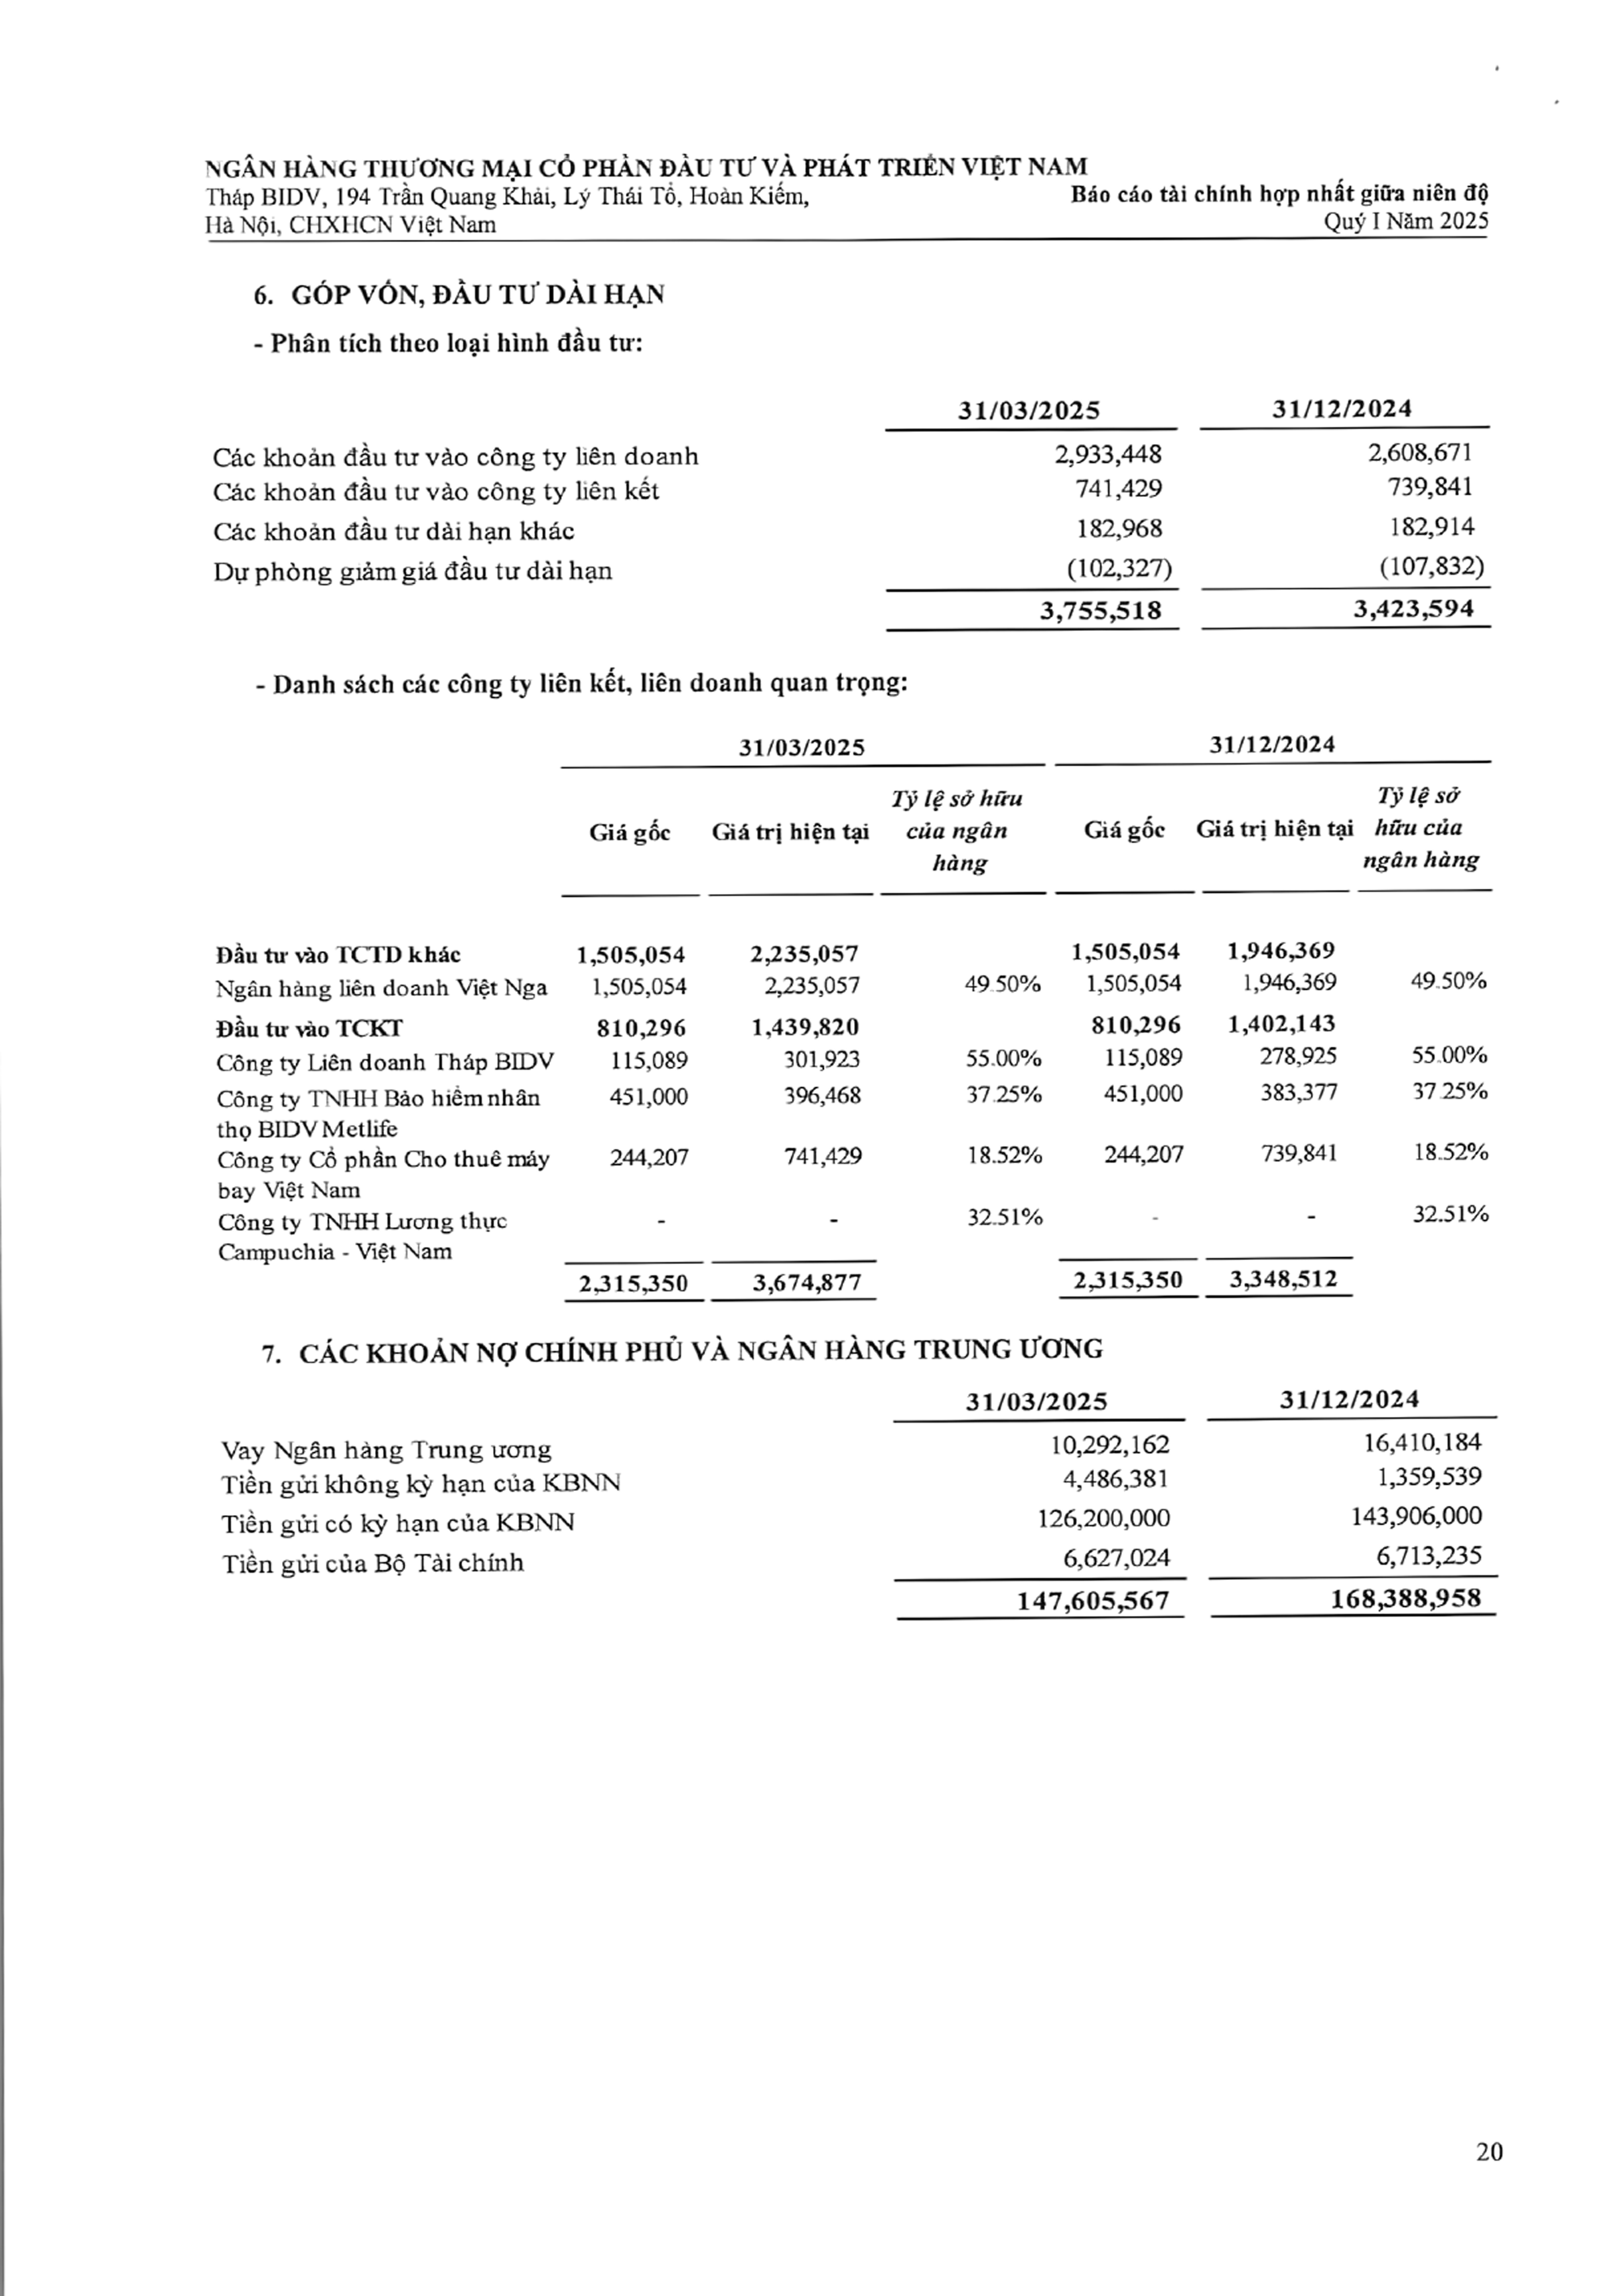 NGÂN HÀNG THƯƠNG MẠI CỔ PHẦN ĐẦU TƯ VÀ PHÁT TRIỂN VIỆT NAM
Tháp BIDV, 194 Trần Quang Khải, Lý Thái Tổ, Hoàn Kiếm, Báo cáo tài chính hợp nhất giữa niên độ
Hà Nội, CHXHCN Việt Nam Quý I Năm 2025
6. GÓP VỐN, ĐẦU TƯ DÀI HẠN
- Phân tích theo loại hình đầu tư:
31/03/2025 31/12/2024
Các khoản đầu tư vào công ty liên doanh 2,933,448 2,608,671
Các khoản đầu tư vào công ty liên kết 741,429 739,841
Các khoản đầu tư dài hạn khác 182,968 182,914
Dự phòng giảm giá đầu tư dài hạn (102,327) (107,832)
3,755,518 3,423,594
- Danh sách các công ty liên kết, liên doanh quan trọng:
31/03/2025 31/12/2024
Tỷ lệ sở hữu Tỷ lệ sở
Giá gốc Giá trị hiện tại của ngân Giá gốc Giá trị hiện tại hữu của
hàng ngân hàng
Đầu tư vào TCTD khác 1,505,054 2,235,057 1,505,054 1,946,369
Ngân hàng liên doanh Việt Nga 1,505,054 2,235,057 49.50% 1,505,054 1,946,369 49.50%
Đầu tư vào TCKT 810,296 1,439,820 810,296 1,402,143
Công ty Liên doanh Tháp BIDV 115,089 301,923 55.00% 115,089 278,925 55.00%
Công ty TNHH Bảo hiểm nhân 451,000 396,468 37.25% 451,000 383,377 37.25%
thọ BIDV Metlife
Công ty Cổ phần Cho thuê máy 244,207 741,429 18.52% 244,207 739,841 18.52%
bay Việt Nam
Công ty TNHH Lương thực - - 32.51% - - 32.51%
Campuchia - Việt Nam
2,315,350 3,674,877 2,315,350 3,348,512
7. CÁC KHOẢN NỢ CHÍNH PHỦ VÀ NGÂN HÀNG TRUNG ƯƠNG
31/03/2025 31/12/2024
Vay Ngân hàng Trung ương 10,292,162 16,410,184
Tiền gửi không kỳ hạn của KBNN 4,486,381 1,359,539
Tiền gửi có kỳ hạn của KBNN 126,200,000 143,906,000
Tiền gửi của Bộ Tài chính 6,627,024 6,713,235
147,605,567 168,388,958
20